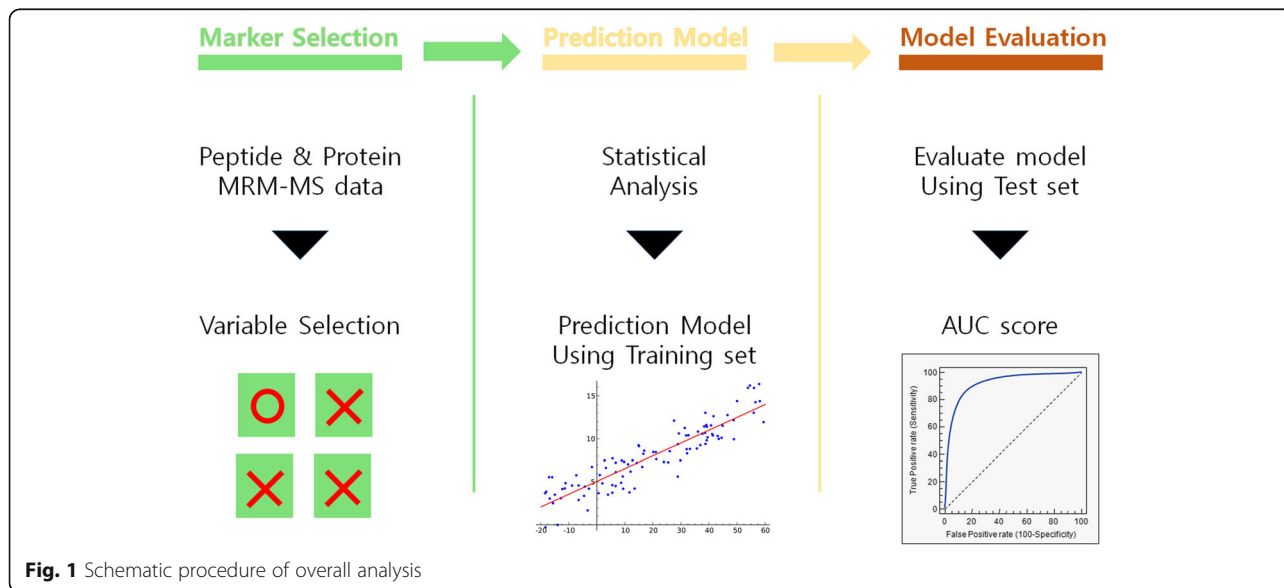 Marker Selection
Prediction Model
Model Evaluation
Peptide & Protein
MRM-MS data
Statistical
Analysis
Evaluate model
Using Test set
Variable Selection
Prediction Model
Using Training set
AUC score
15
10
5
-20 -10 0 10 20 30 40 50 60
True Positive rate (Sensitivity)
100
80
60
40
20
0
0 20 40 60 80 100
False Positive rate (100-Specificity)
Fig. 1 Schematic procedure of overall analysis